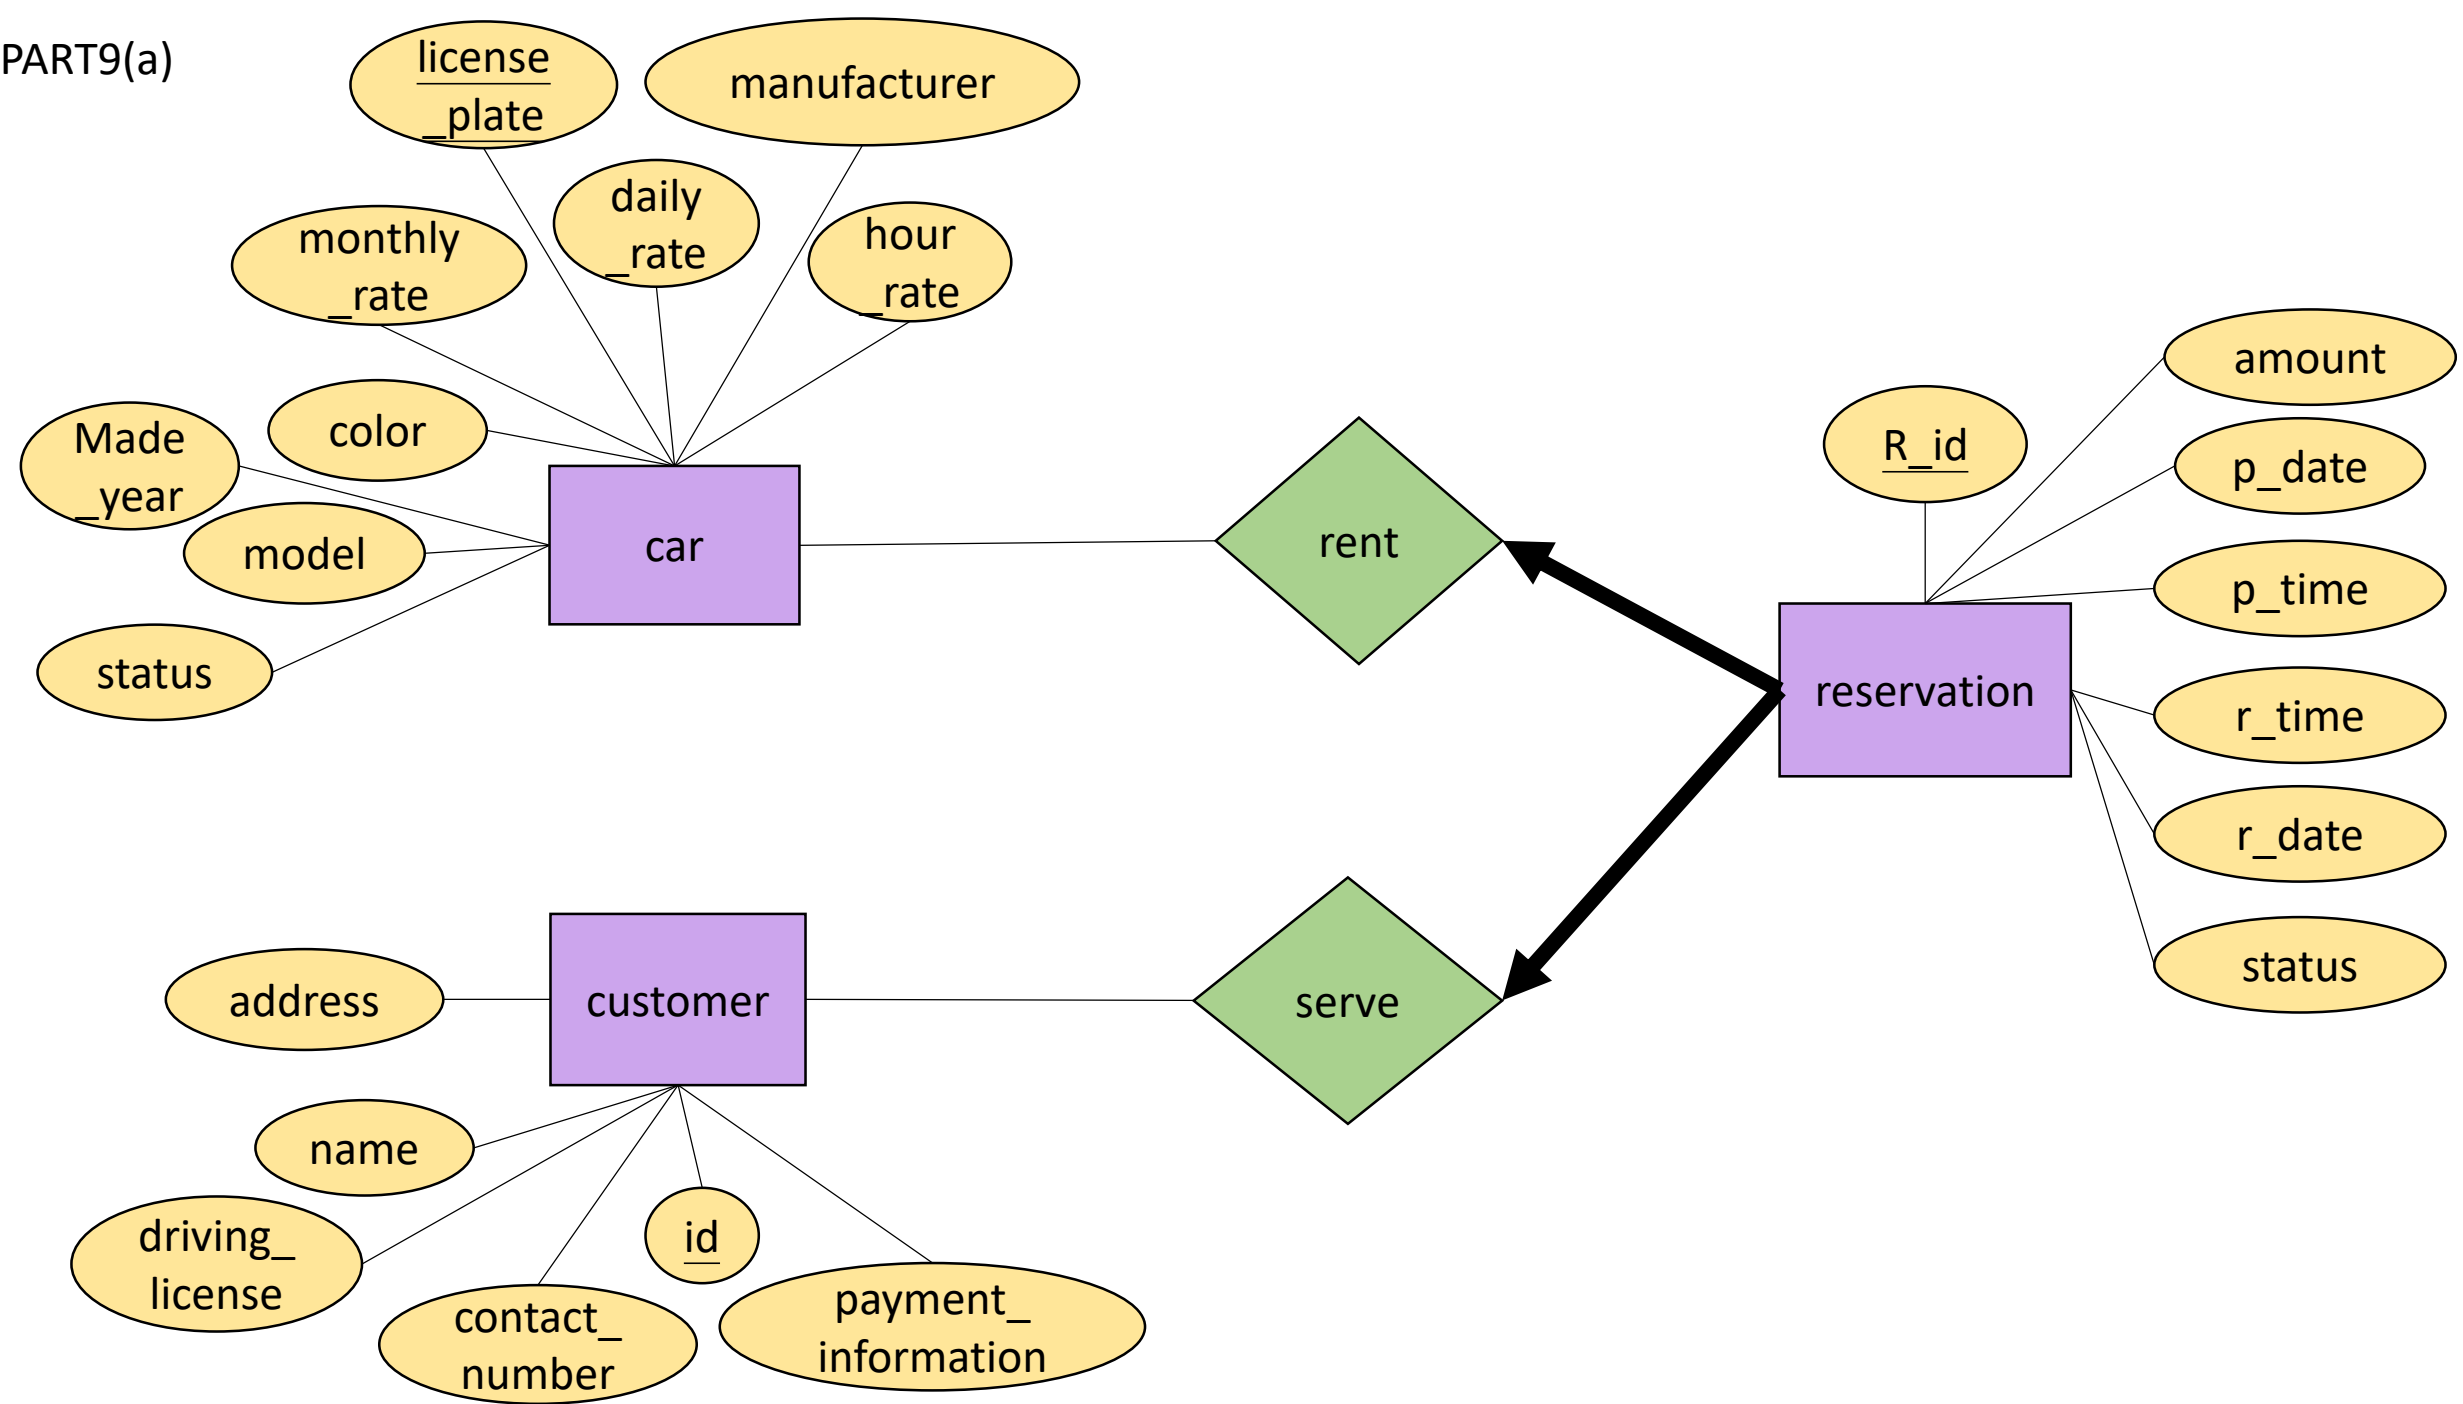 PART9(a)
license
_plate
manufacturer
daily
_rate
monthly
_rate
hour
_rate
amount
Made
_year
color
R_id
p_date
model
car
rent
p_time
status
reservation
r_time
r_date
address
customer
serve
status
name
driving_
license
id
contact_
number
payment_
information